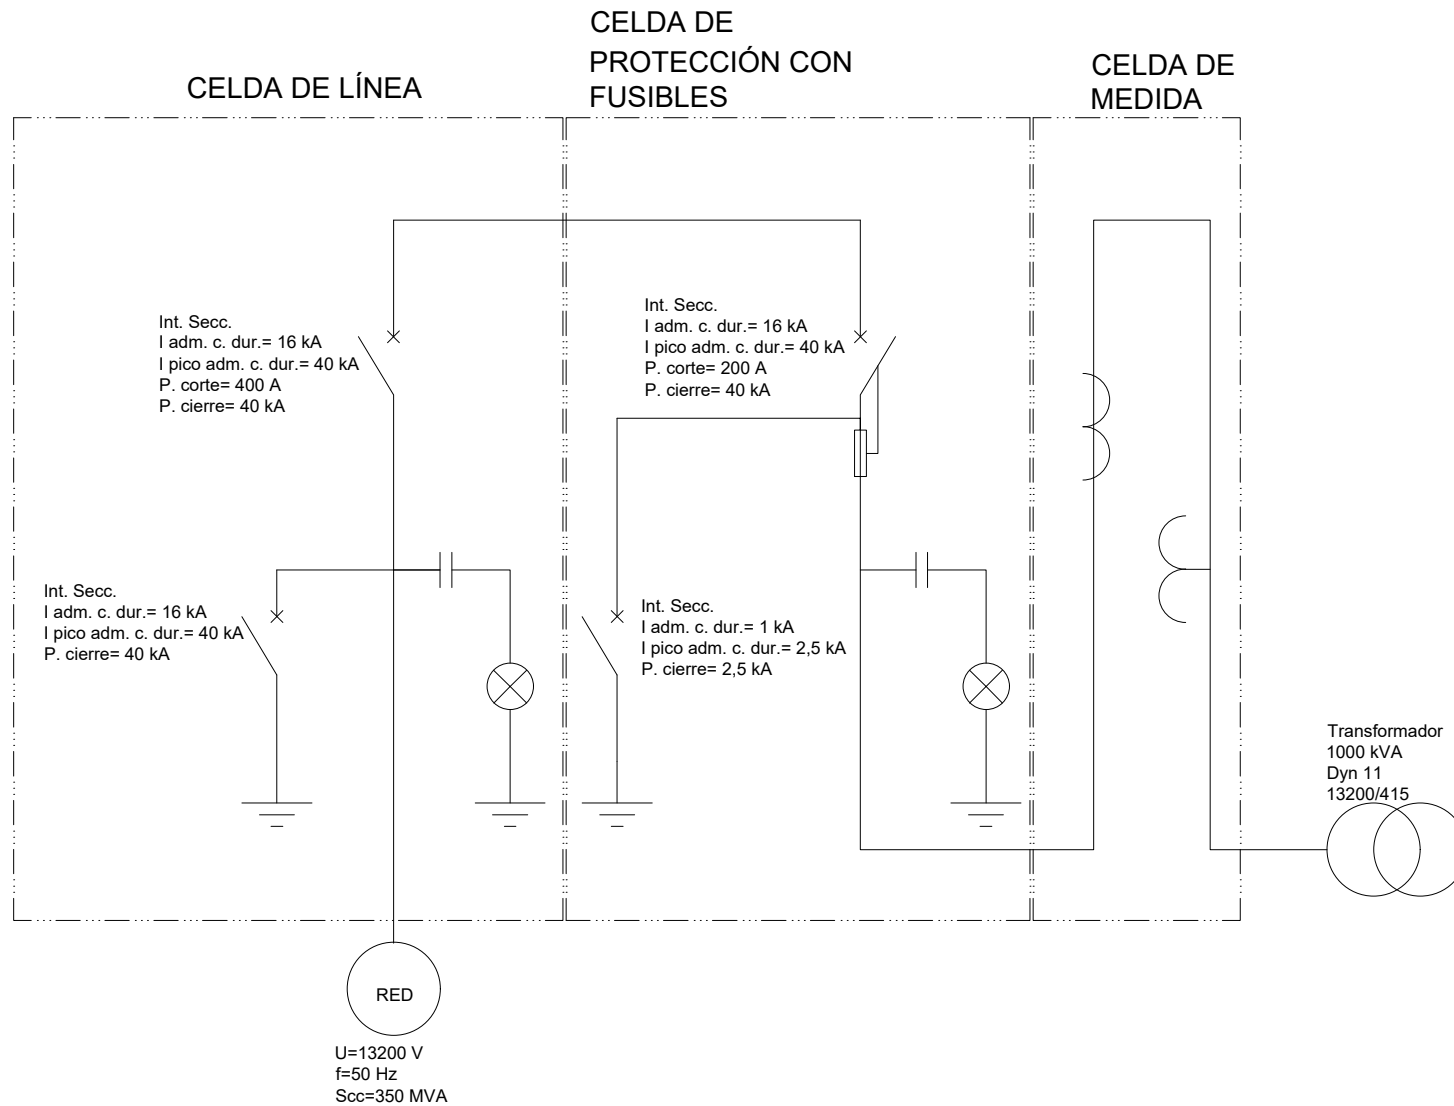 CELDA DE LÍNEA
CELDA DE
PROTECCIÓN CON
FUSIBLES
CELDA DE
MEDIDA
Int. Secc.
I adm. c. dur.= 16 kA
I pico adm. c. dur.= 40 kA
P. corte= 400 A
P. cierre= 40 kA
Int. Secc.
I adm. c. dur.= 16 kA
I pico adm. c. dur.= 40 kA
P. corte= 200 A
P. cierre= 40 kA
Int. Secc.
I adm. c. dur.= 16 kA
I pico adm. c. dur.= 40 kA
P. cierre= 40 kA
Int. Secc.
I adm. c. dur.= 1 kA
I pico adm. c. dur.= 2,5 kA
P. cierre= 2,5 kA
Transformador
1000 kVA
Dyn 11
13200/415
RED
U=13200 V
f=50 Hz
Scc=350 MVA